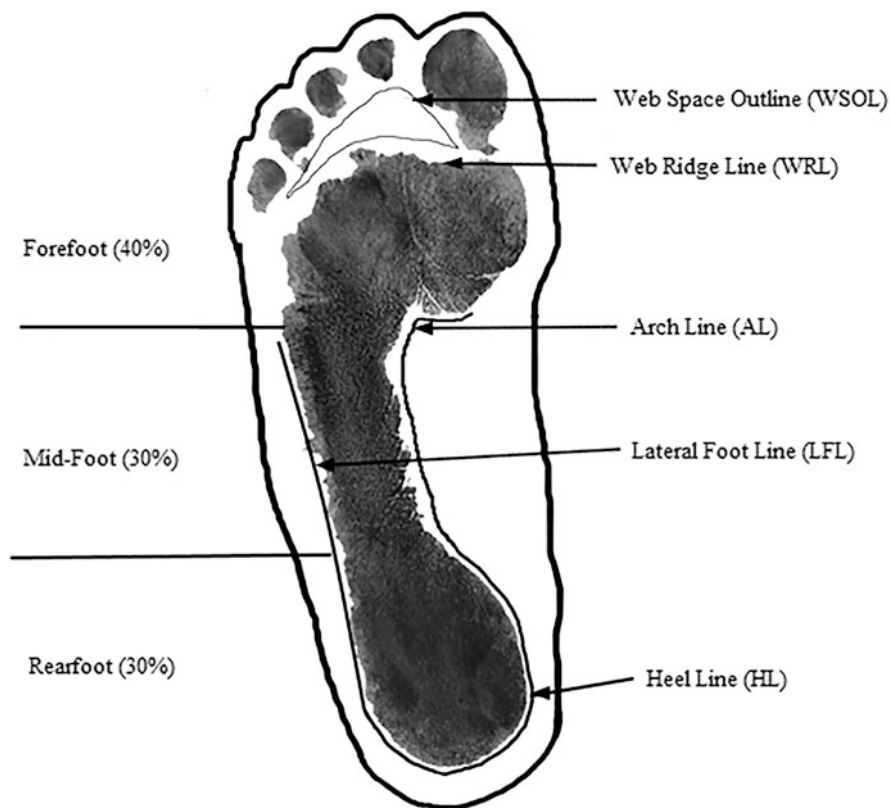 Web Space Outline (WSOL)
Web Ridge Line (WRL)
Forefoot (40%)
Arch Line (AL)
Mid-Foot (30%)
Lateral Foot Line (LFL)
Rearfoot (30%)
Heel Line (HL)